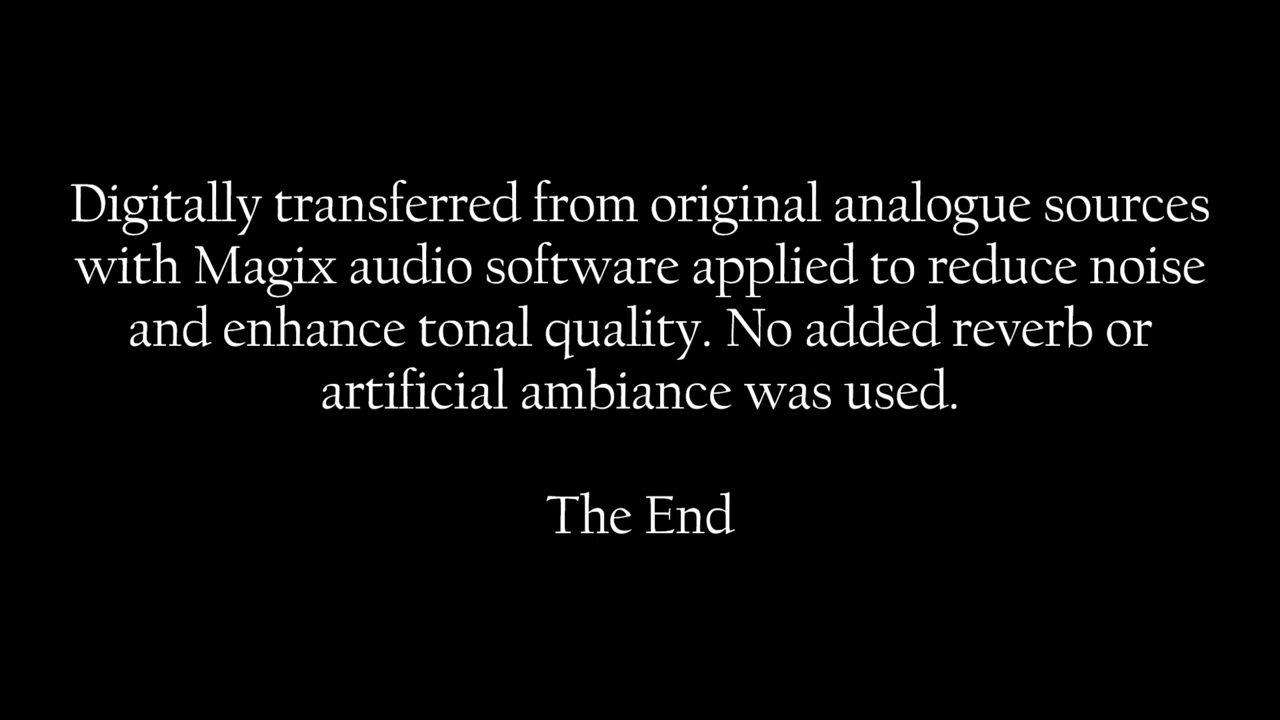 Digitally transferred from original analogue sources
with Magix audio software applied to reduce noise
and enhance tonal quality. No added reverb or
artificial ambiance was used.
The End